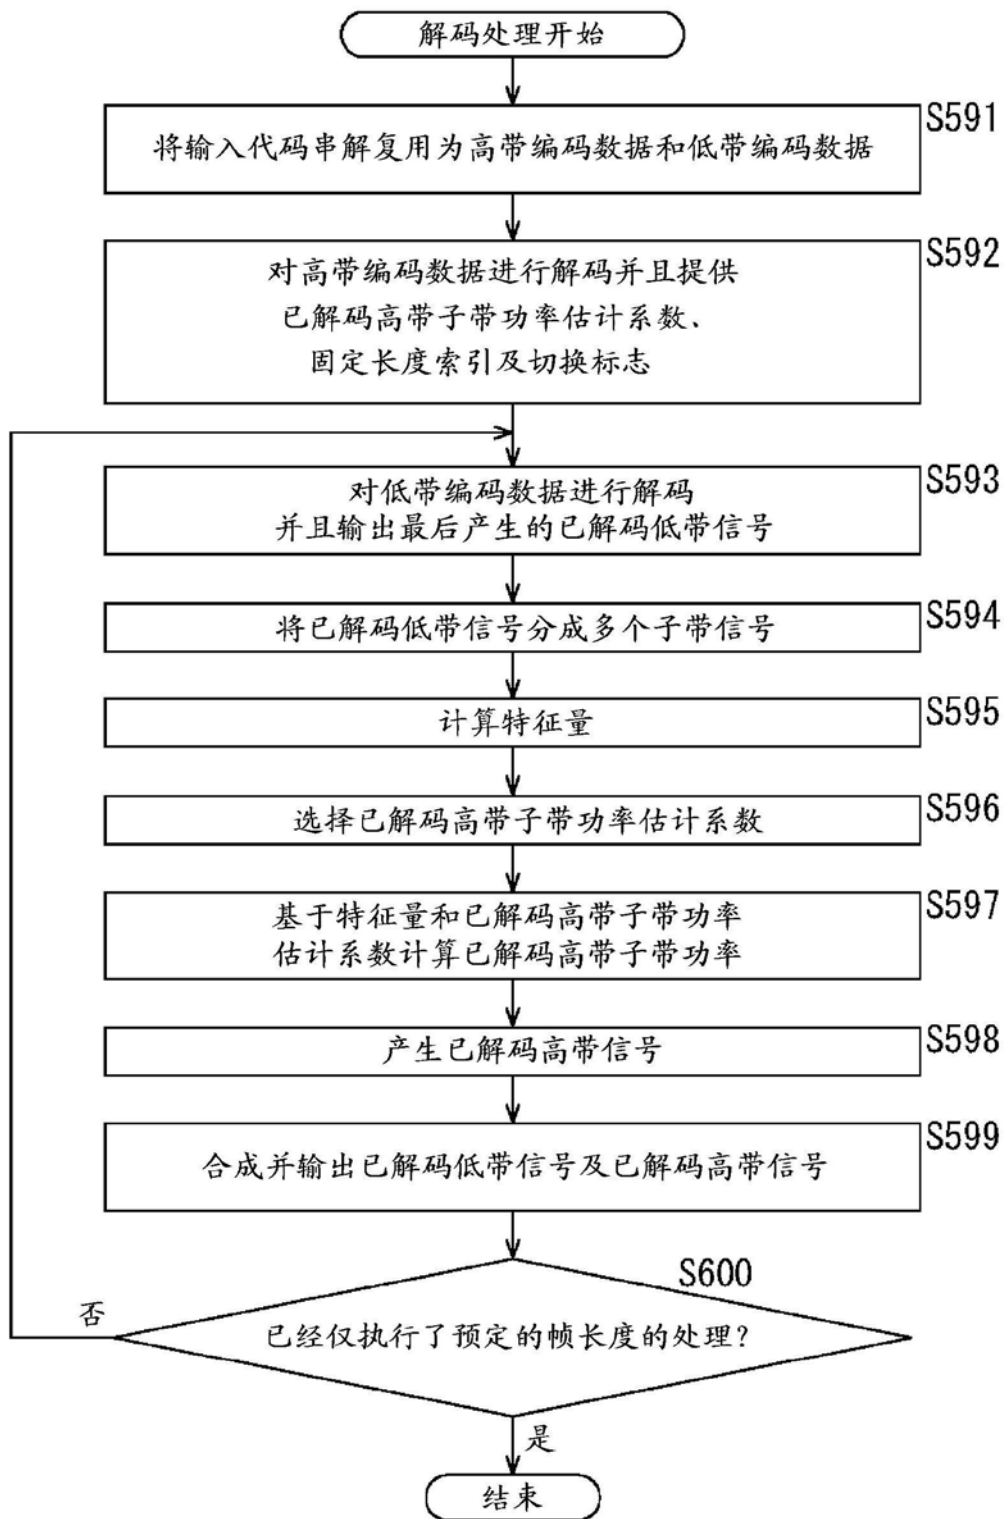 解码处理开始
S591
将输入代码串解复用为高带编码数据和低带编码数据
S592
对高带编码数据进行解码并且提供
已解码高带子带功率估计系数、
固定长度索引及切换标志
S593
对低带编码数据进行解码
并且输出最后产生的已解码低带信号
S594
将已解码低带信号分成多个子带信号
S595
计算特征量
S596
选择已解码高带子带功率估计系数
S597
基于特征量和已解码高带子带功率
估计系数计算已解码高带子带功率
S598
产生已解码高带信号
S599
合成并输出已解码低带信号及已解码高带信号
S600
否
已经仅执行了预定的帧长度的处理?
是
结束